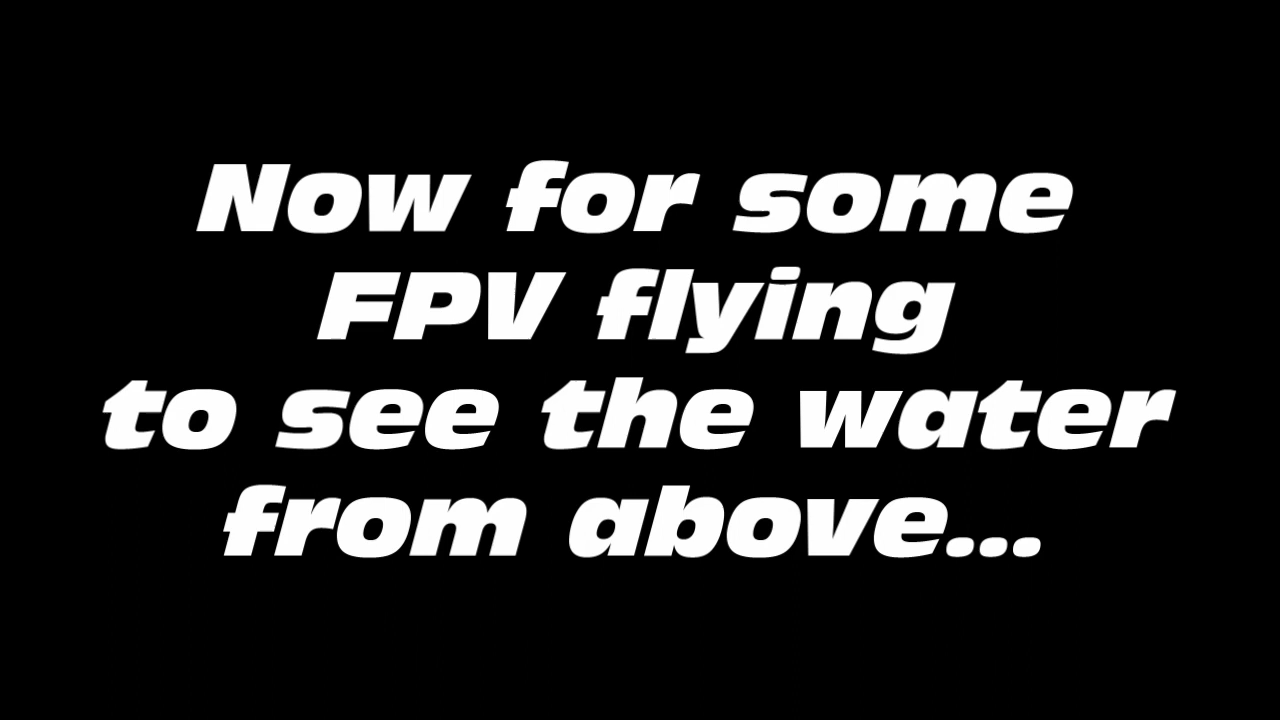 Now for some
FPV flying
to see the water
from above...